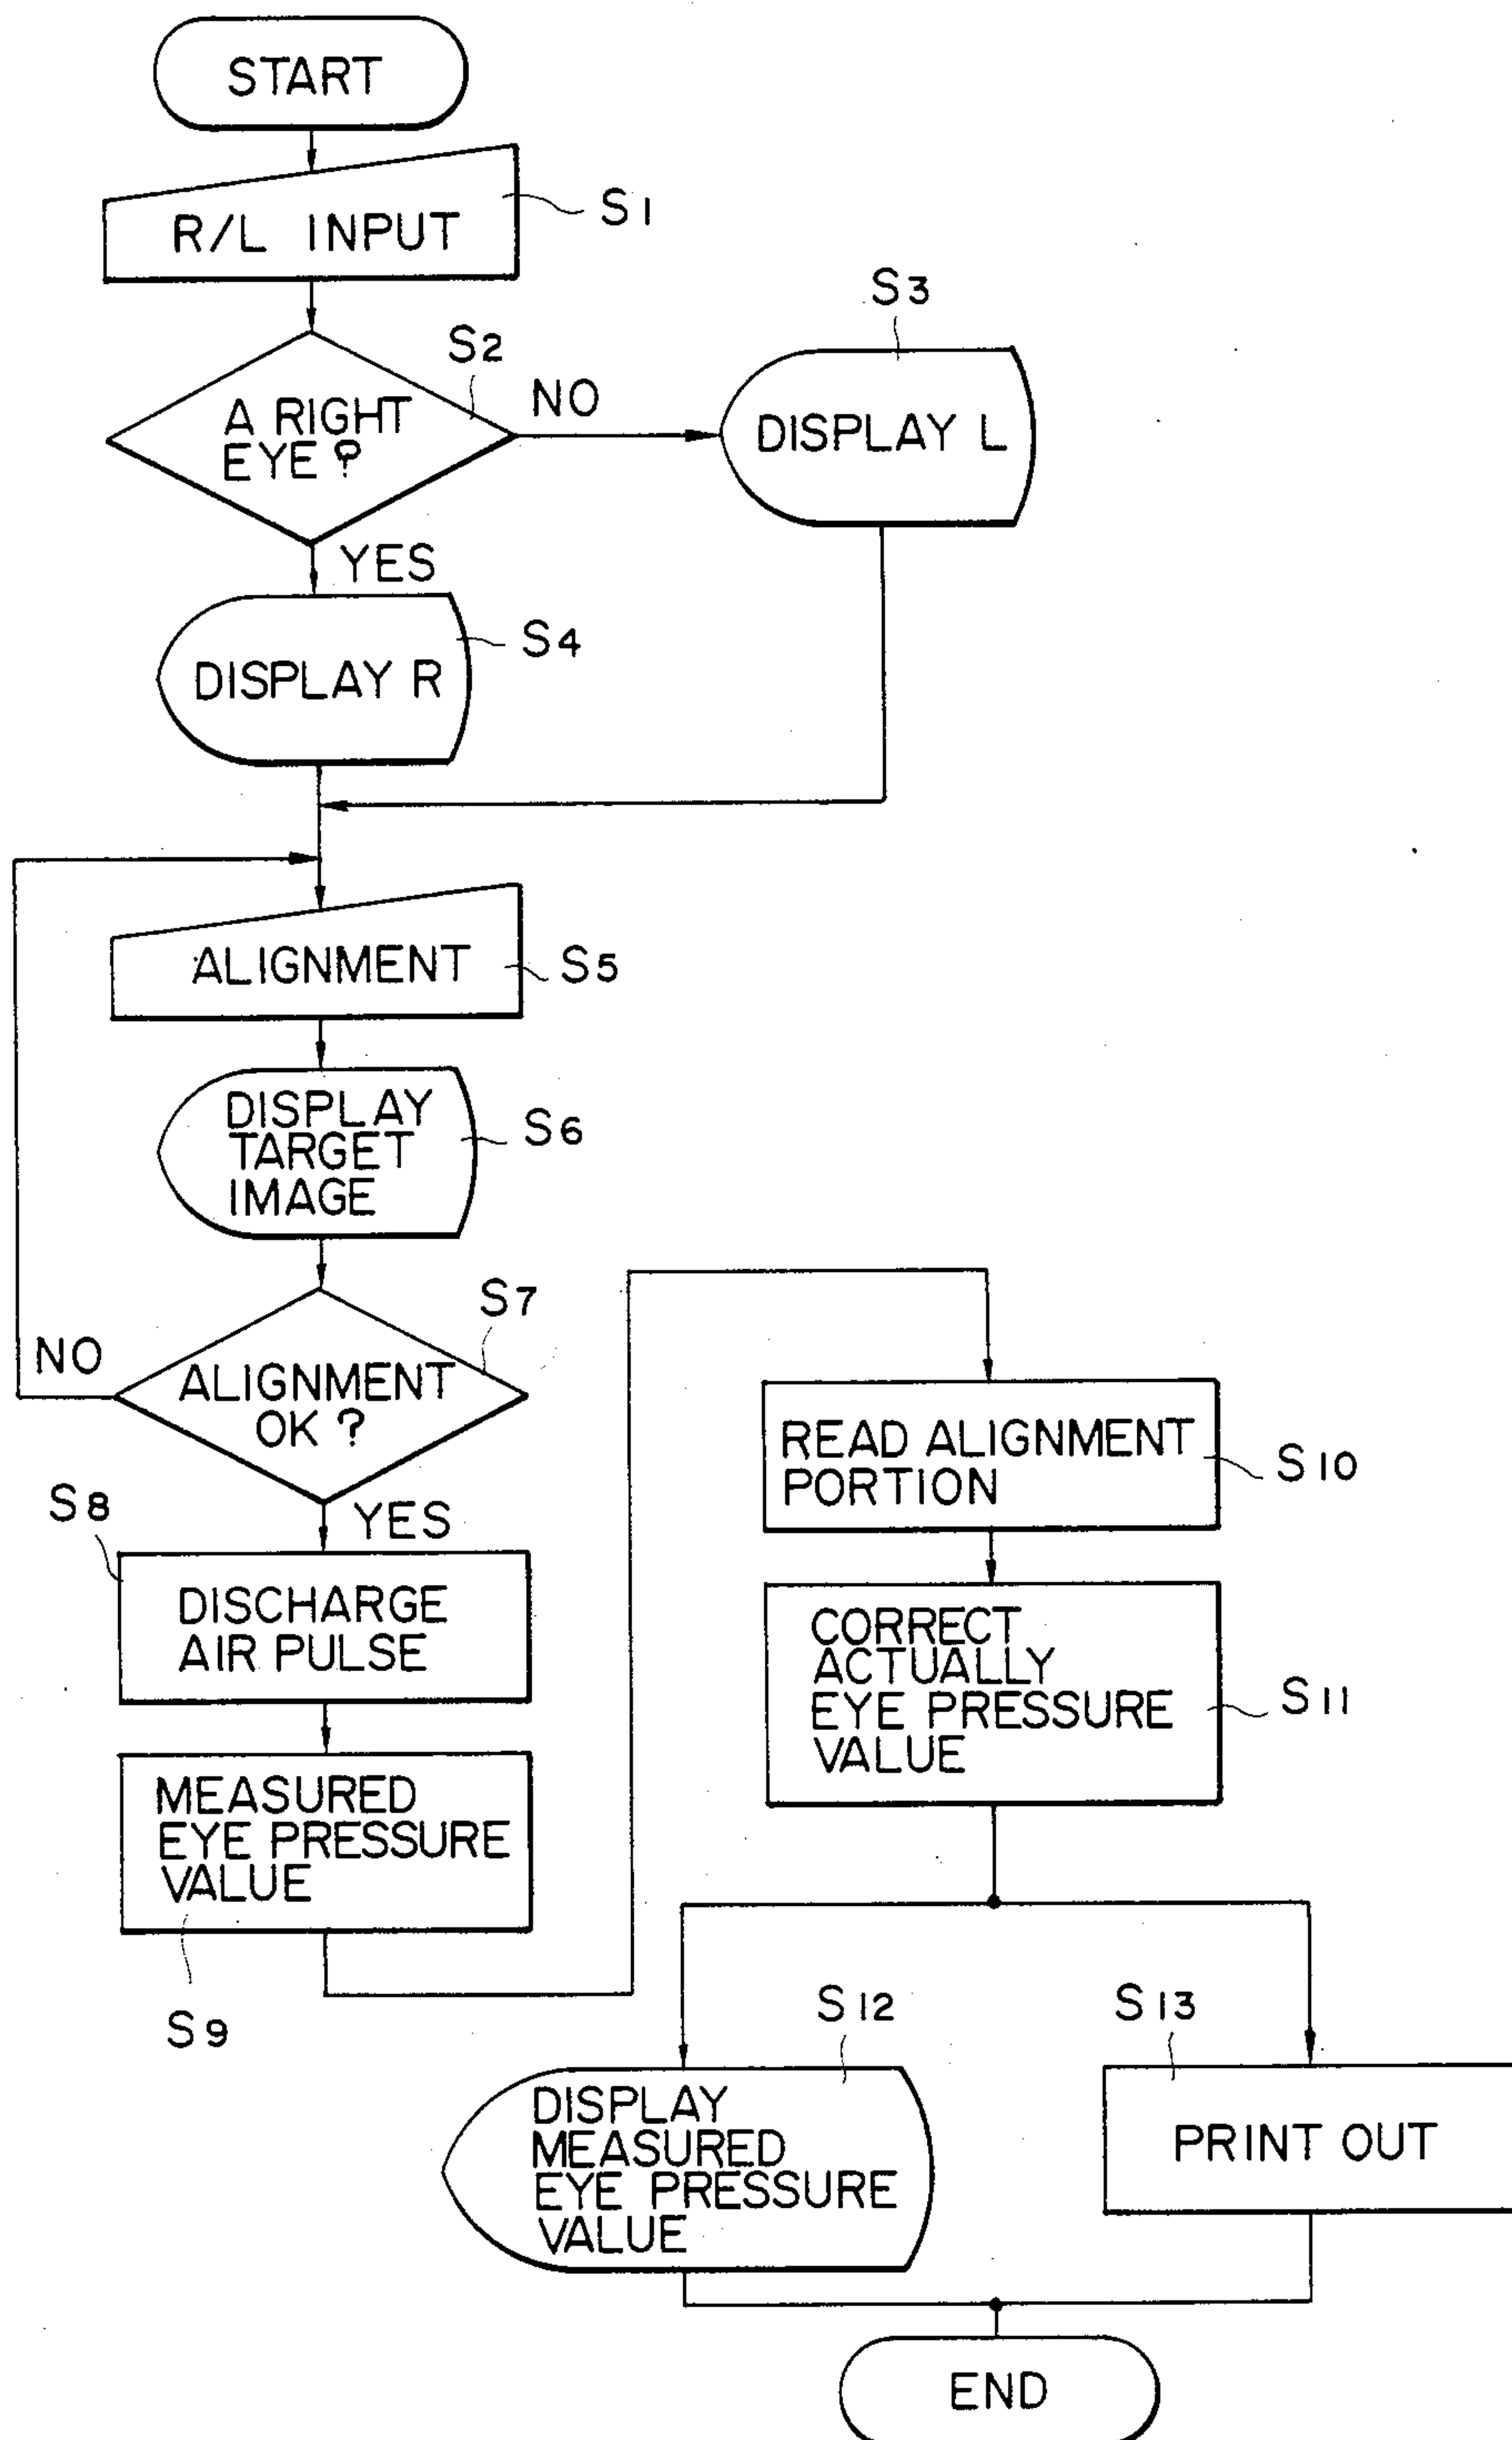 START
R/L INPUT
S1
A RIGHT
EYE ?
S2
NO
S3
DISPLAY L
YES
DISPLAY R
S4
ALIGNMENT
S5
DISPLAY
TARGET
IMAGE
S6
S7
NO
ALIGNMENT
OK ?
YES
S8
DISCHARGE
AIR PULSE
MEASURED
EYE PRESSURE
VALUE
S9
READ ALIGNMENT
PORTION
S10
CORRECT
ACTUALLY
EYE PRESSURE
VALUE
S11
S12
DISPLAY
MEASURED
EYE PRESSURE
VALUE
S13
PRINT OUT
END